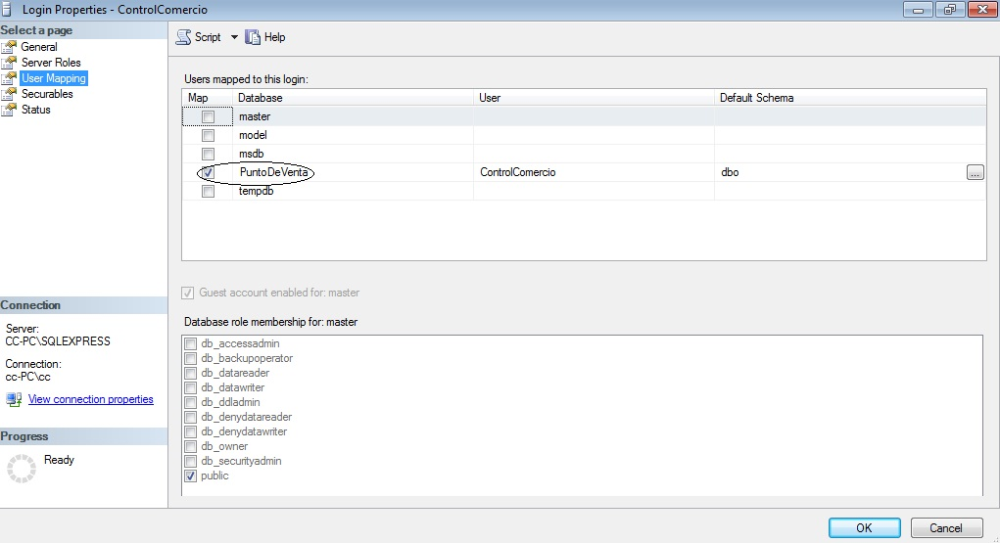 Login Properties - ControlComercio
Select a page
General
Server Roles
User Mapping
Securables
Status
Script
Help
Users mapped to this login:
Map Database User Default Schema
master
model
msdb
PuntoDeVenta ControlComercio dbo ...
tempdb
Guest account enabled for: master
Database role membership for: master
db_accessadmin
db_backupoperator
db_datareader
db_datawriter
db_ddladmin
db_denydatareader
db_denydatawriter
db_owner
db_securityadmin
public
Connection
Server:
CC-PC\SQLEXPRESS
Connection:
cc-PC\cc
View connection properties
Progress
Ready
OK Cancel